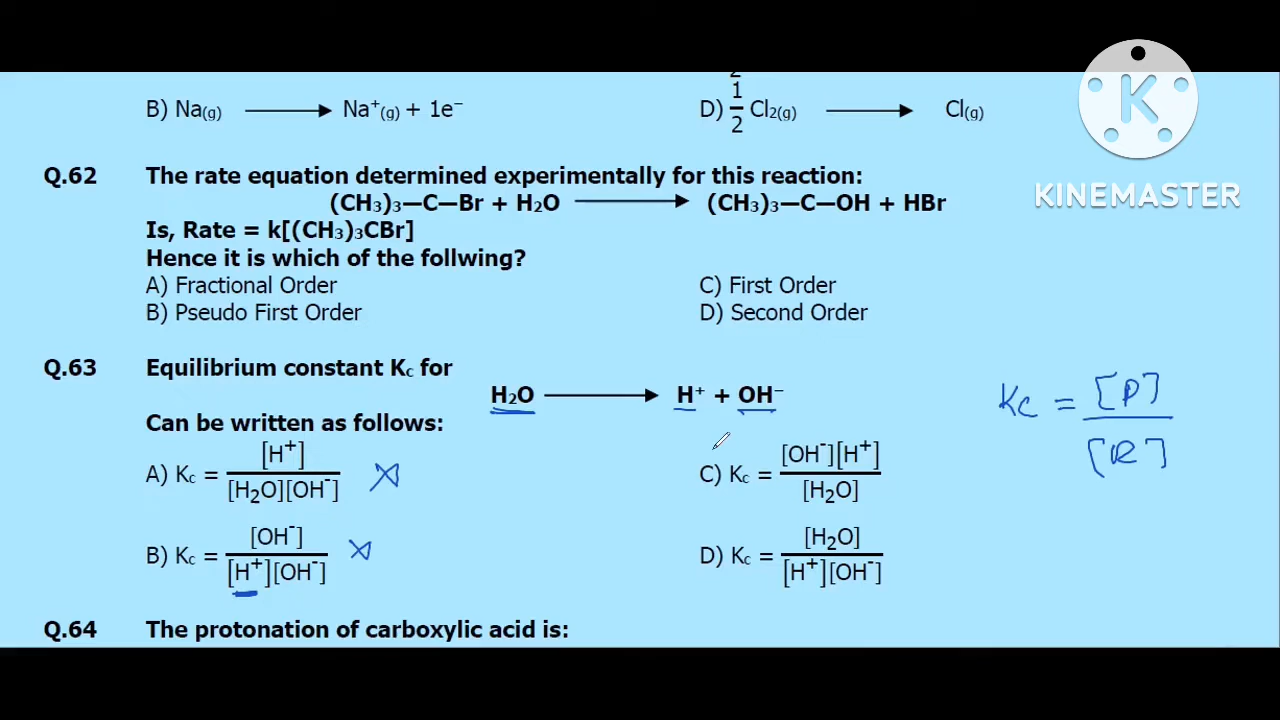 B) Na(g) ⟶ Na⁺(g) + 1e⁻
D) 1/2 Cl₂(g) ⟶ Cl(g)
K
KINEMASTER
Q.62 The rate equation determined experimentally for this reaction:
(CH₃)₃—C—Br + H₂O ⟶ (CH₃)₃—C—OH + HBr
Is, Rate = k[(CH₃)₃CBr]
Hence it is which of the follwing?
A) Fractional Order
C) First Order
B) Pseudo First Order
D) Second Order
Q.63 Equilibrium constant Kc for
H₂O ⟶ H⁺ + OH⁻
Kc = [P] / [R]
Can be written as follows:
A) Kc = [H⁺] / [H₂O][OH⁻]
C) Kc = [OH⁻][H⁺] / [H₂O]
B) Kc = [OH⁻] / [H⁺][OH⁻]
D) Kc = [H₂O] / [H⁺][OH⁻]
Q.64 The protonation of carboxylic acid is: